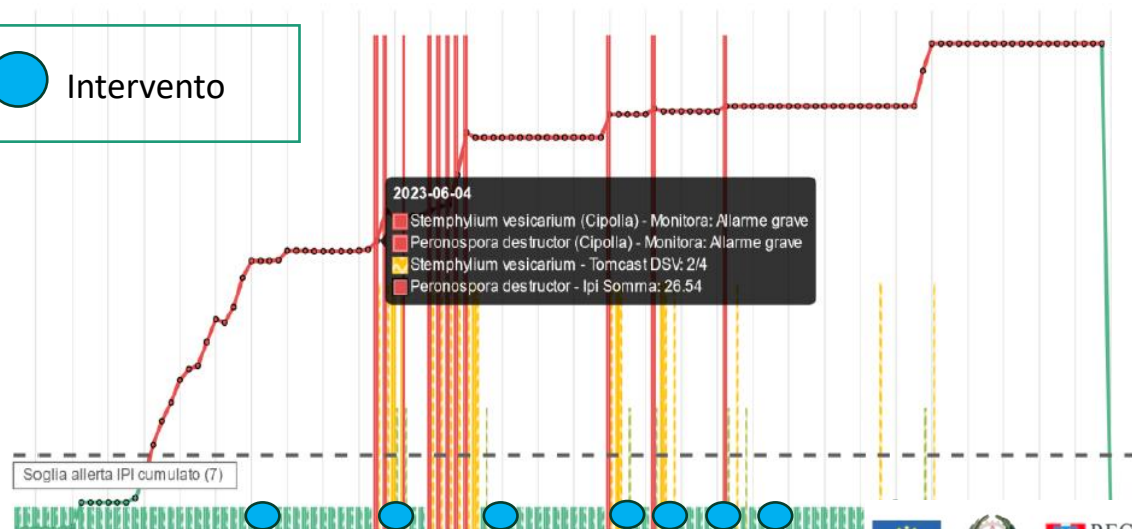 Intervento
2023-06-04
Stemphylium vesicarium (Cipolla) - Monitora: Allarme grave
Peronospora destructor (Cipolla) - Monitora: Allarme grave
Stemphylium vesicarium - Tomcast DSV: 2/4
Peronospora destructor - Ipi Somma: 26.54
Soglia allerta IPI cumulato (7)